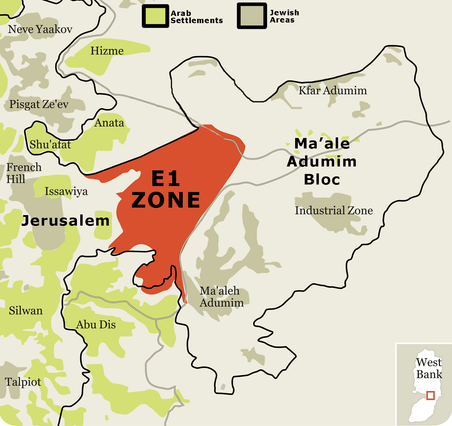 Arab
Settlements
Jewish
Areas
Neve Yaakov
Hizme
Kfar Adumim
Pisgat Ze'ev
Anata
Shu'afat
Ma'ale
Adumim
Bloc
French
Hill
E1
ZONE
Issawiya
Industrial Zone
Jerusalem
Ma'aleh
Adumim
Silwan
Abu Dis
West
Bank
Talpiot